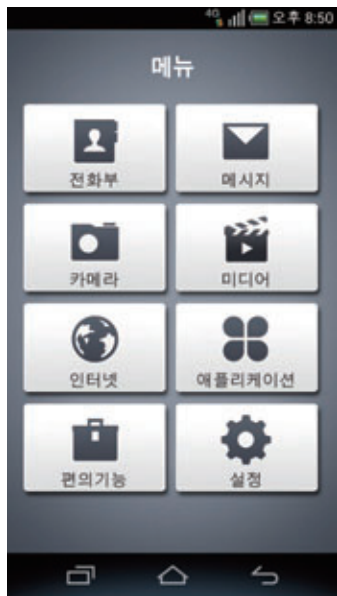 4G 오후 8:50
메뉴
전화부 메시지
카메라 미디어
인터넷 애플리케이션
편의기능 설정